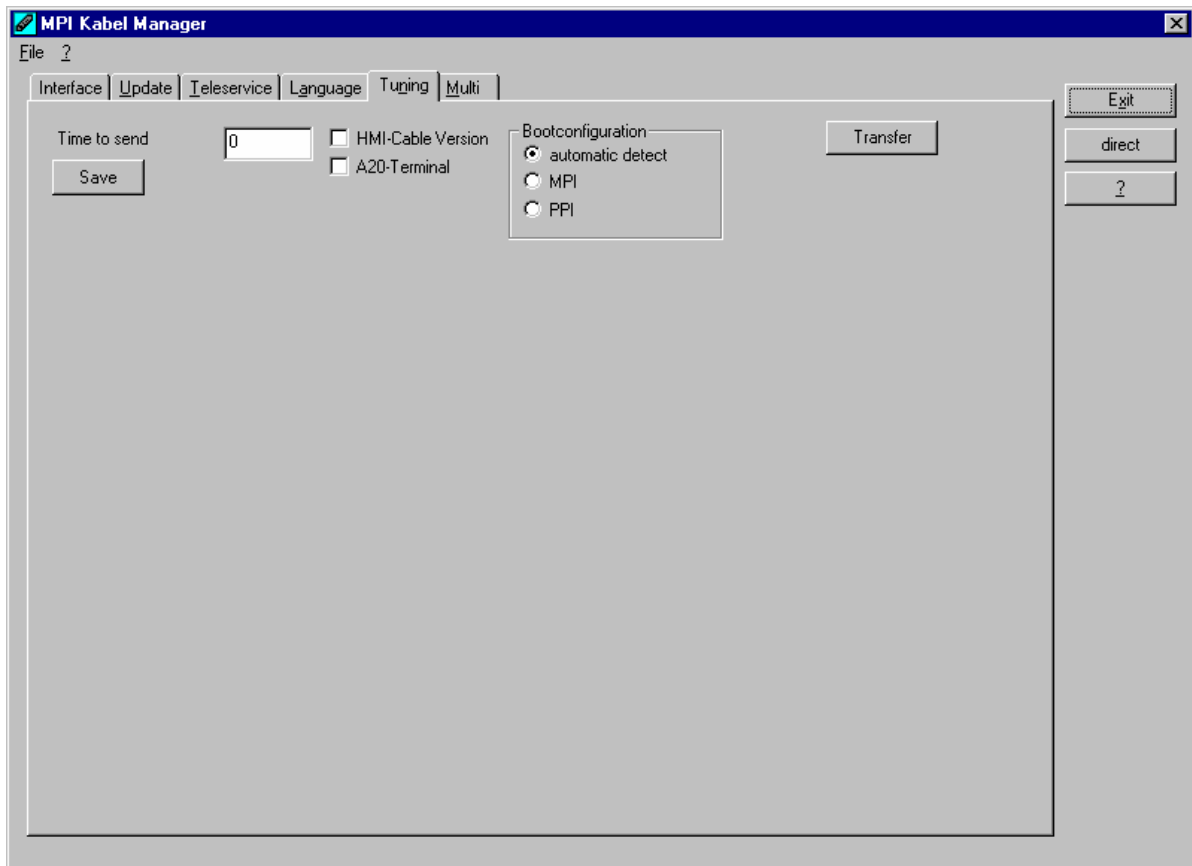 MPI Kabel Manager
File ?
Interface Update Teleservice Language Tuning Multi
Exit
Time to send 0 HMI-Cable Version Bootconfiguration Transfer
automatic detect direct
Save A20-Terminal
MPI ?
PPI